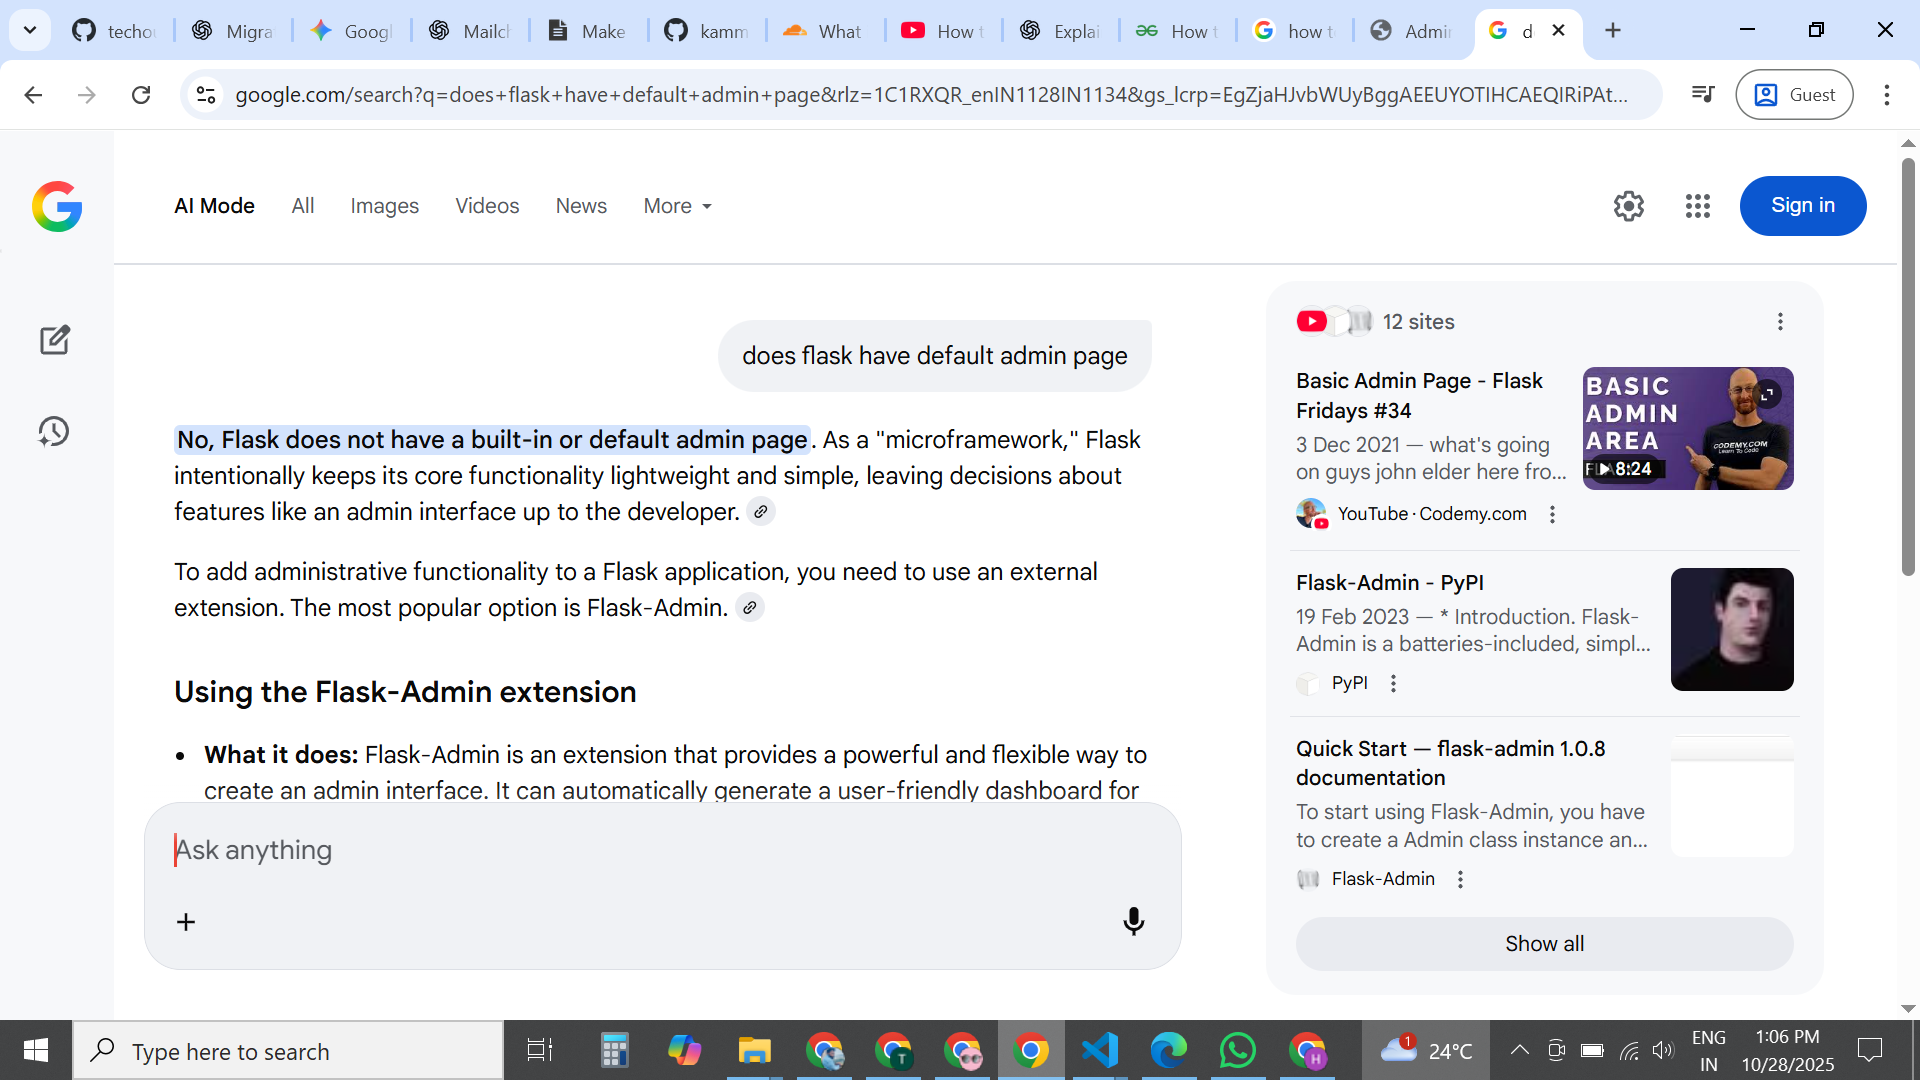 techou
Migra
Googl
Mailch
Make
kamm
What
How t
Explai
How t
how to
Admin
d
google.com/search?q=does+flask+have+default+admin+page&rlz=1C1RXQR_enIN1128IN1134&gs_lcrp=EgZjaHJvbWUyBggAEEUYOTIHCAEQIRiPAt...
Guest
AI Mode
All
Images
Videos
News
More
Sign in
does flask have default admin page
No, Flask does not have a built-in or default admin page. As a "microframework," Flask
intentionally keeps its core functionality lightweight and simple, leaving decisions about
features like an admin interface up to the developer.
To add administrative functionality to a Flask application, you need to use an external
extension. The most popular option is Flask-Admin.
Using the Flask-Admin extension
• What it does: Flask-Admin is an extension that provides a powerful and flexible way to
create an admin interface. It can automatically generate a user-friendly dashboard for
Ask anything
12 sites
Basic Admin Page - Flask
Fridays #34
3 Dec 2021 — what's going
on guys john elder here fro...
YouTube · Codemy.com
BASIC
ADMIN
AREA
8:24
CODEMY.COM
Learn To Code
Flask-Admin - PyPI
19 Feb 2023 — * Introduction. Flask-
Admin is a batteries-included, simpl...
PyPI
Quick Start — flask-admin 1.0.8
documentation
To start using Flask-Admin, you have
to create a Admin class instance an...
Flask-Admin
Show all
Type here to search
T
H
1
24°C
ENG
IN
1:06 PM
10/28/2025